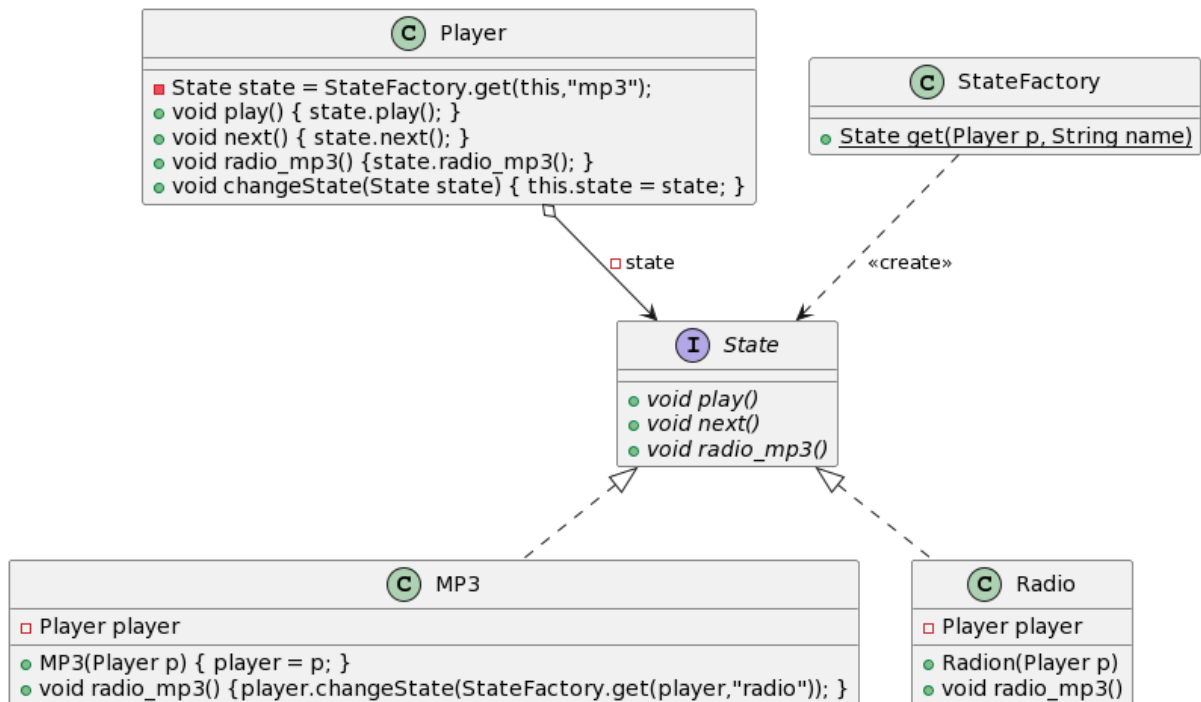 C Player
State state = StateFactory.get(this,"mp3");
void play() { state.play(); }
void next() { state.next(); }
void radio_mp3() {state.radio_mp3(); }
void changeState(State state) { this.state = state; }
C StateFactory
State get(Player p, String name)
state
«create»
I State
void play()
void next()
void radio_mp3()
C MP3
Player player
MP3(Player p) { player = p; }
void radio_mp3() {player.changeState(StateFactory.get(player,"radio")); }
C Radio
Player player
Radion(Player p)
void radio_mp3()